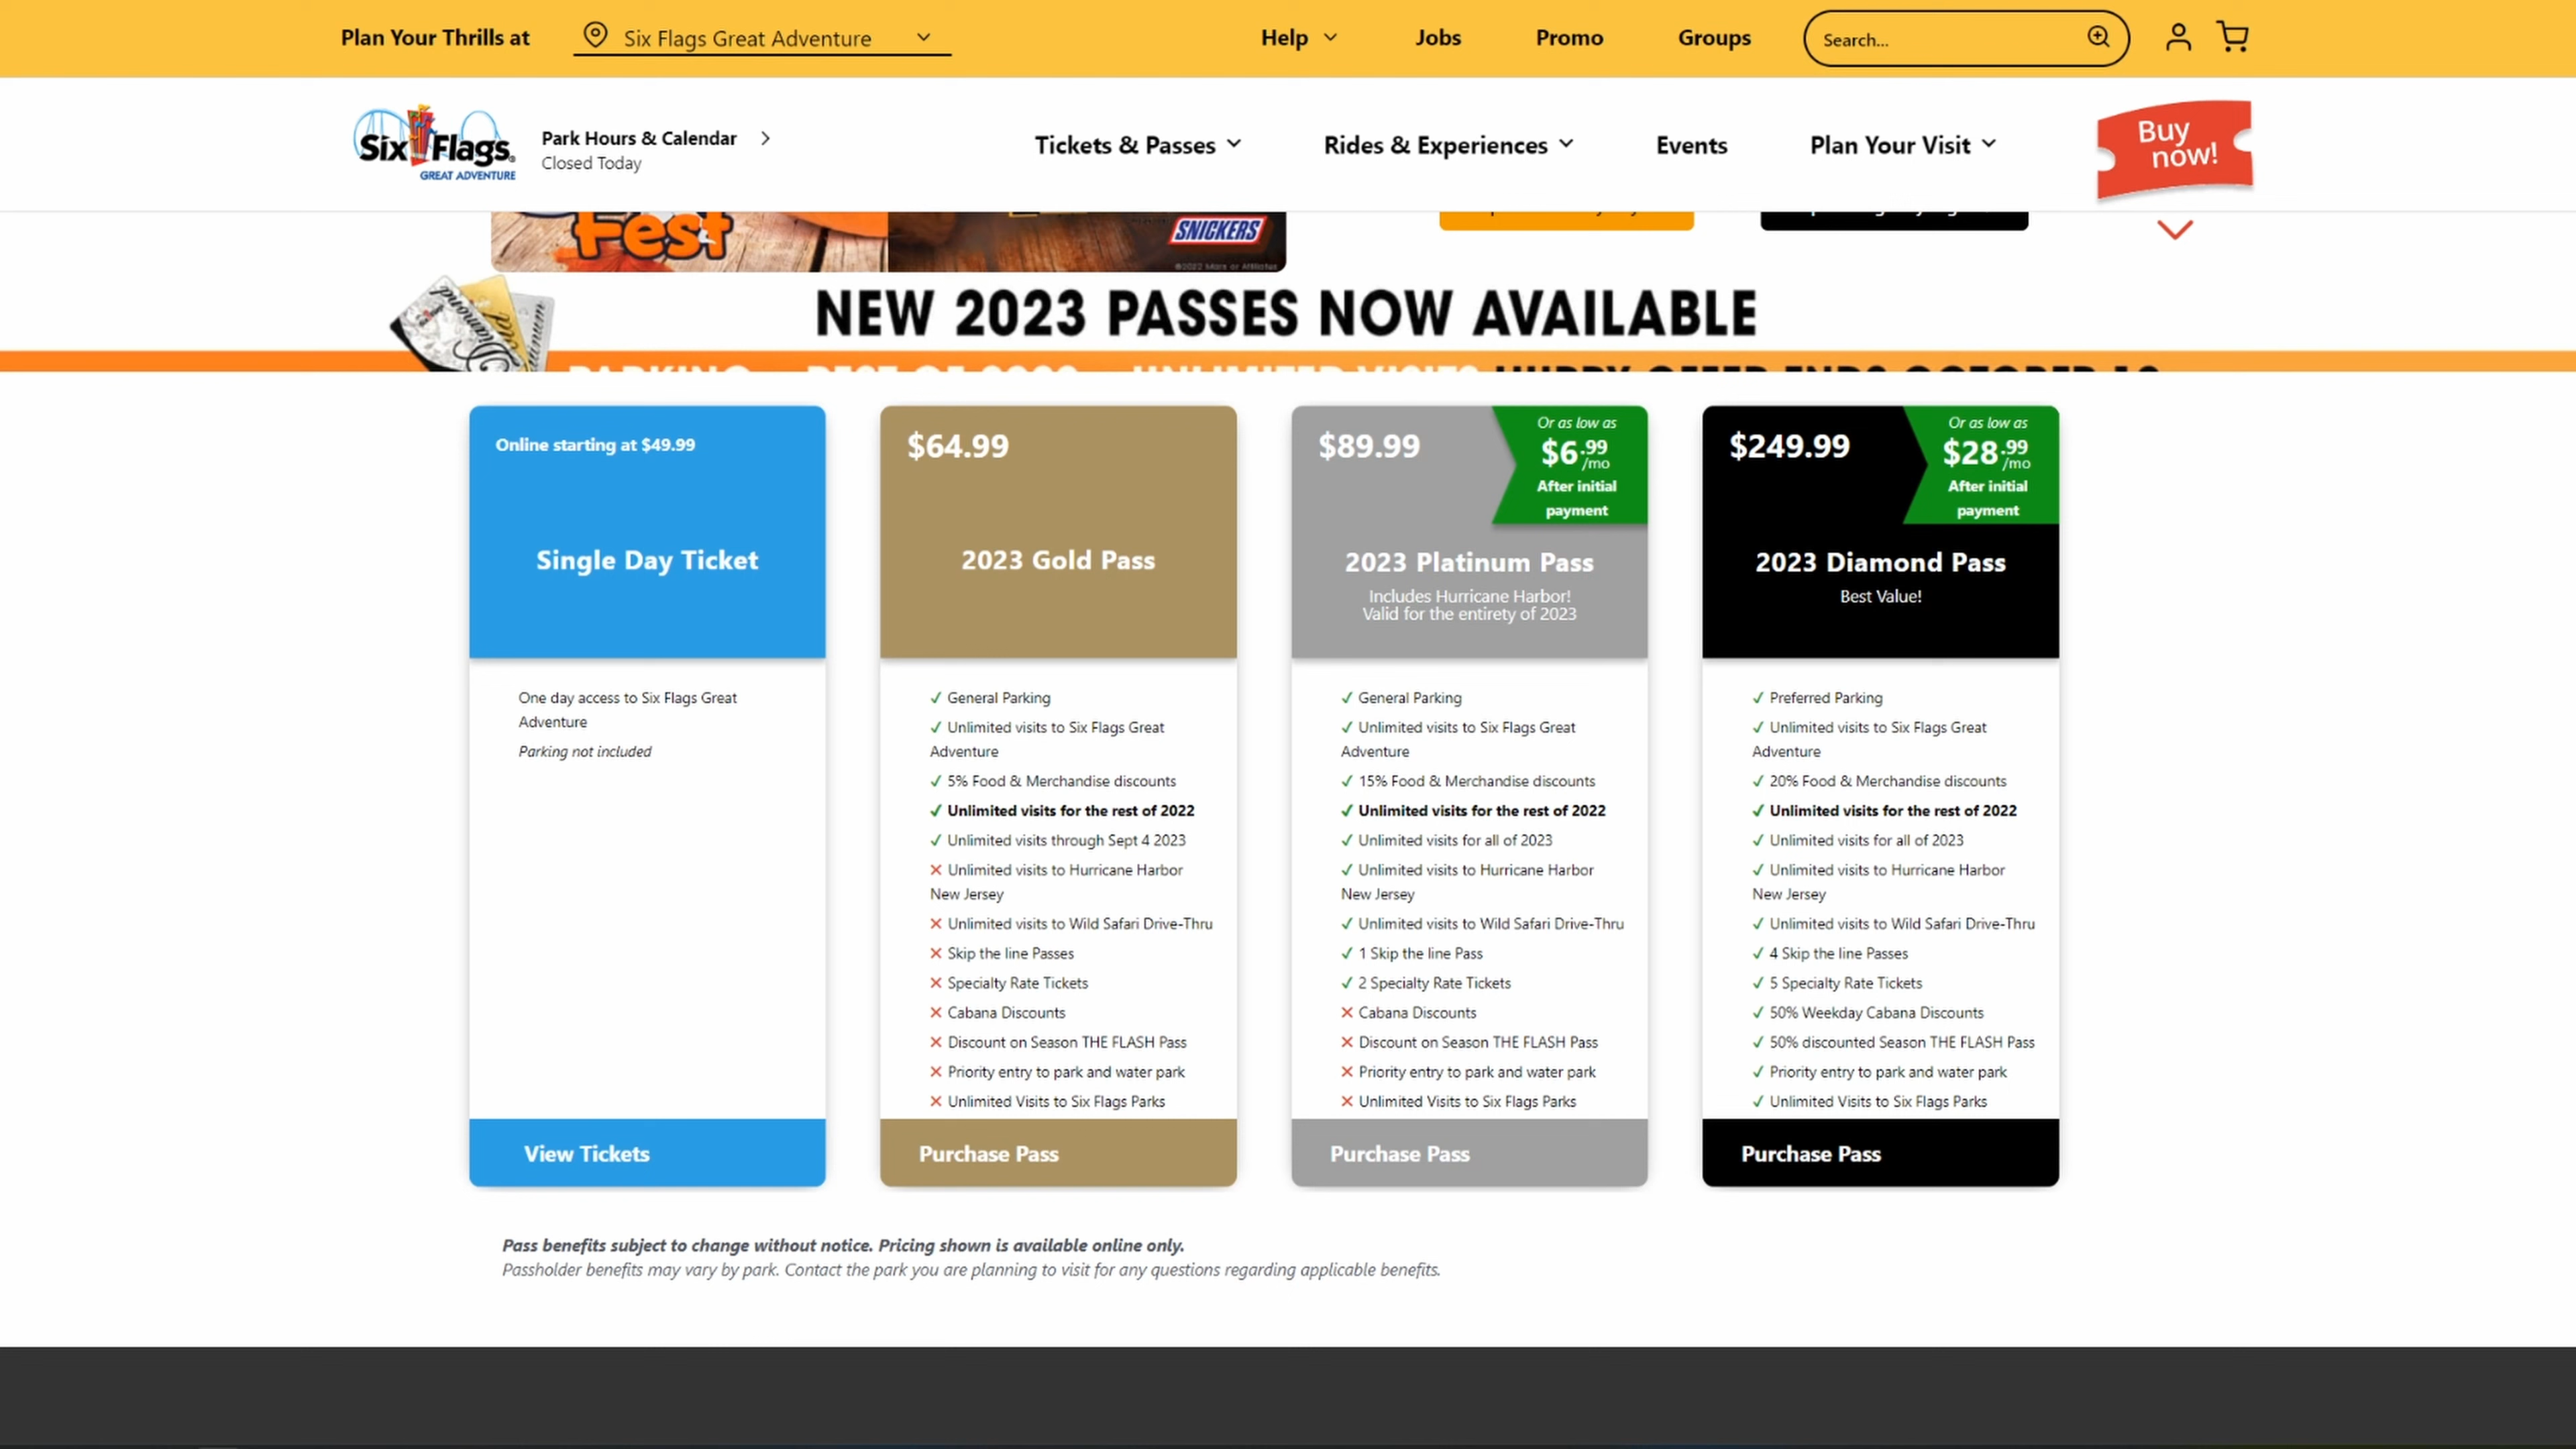 Plan Your Thrills at
Six Flags Great Adventure
Help
Jobs
Promo
Groups
Search...
Six Flags
GREAT ADVENTURE
Park Hours & Calendar
Closed Today
Tickets & Passes
Rides & Experiences
Events
Plan Your Visit
Buy
now!
Fest
SNICKERS
NEW 2023 PASSES NOW AVAILABLE
Online starting at $49.99
Single Day Ticket
One day access to Six Flags Great
Adventure
Parking not included
View Tickets
$64.99
2023 Gold Pass
✓ General Parking
✓ Unlimited visits to Six Flags Great
Adventure
✓ 5% Food & Merchandise discounts
✓ Unlimited visits for the rest of 2022
✓ Unlimited visits through Sept 4 2023
✕ Unlimited visits to Hurricane Harbor
New Jersey
✕ Unlimited visits to Wild Safari Drive-Thru
✕ Skip the line Passes
✕ Specialty Rate Tickets
✕ Cabana Discounts
✕ Discount on Season THE FLASH Pass
✕ Priority entry to park and water park
✕ Unlimited Visits to Six Flags Parks
Purchase Pass
$89.99
Or as low as
$6.99
/mo
After initial
payment
2023 Platinum Pass
Includes Hurricane Harbor!
Valid for the entirety of 2023
✓ General Parking
✓ Unlimited visits to Six Flags Great
Adventure
✓ 15% Food & Merchandise discounts
✓ Unlimited visits for the rest of 2022
✓ Unlimited visits for all of 2023
✓ Unlimited visits to Hurricane Harbor
New Jersey
✓ Unlimited visits to Wild Safari Drive-Thru
✓ 1 Skip the line Pass
✓ 2 Specialty Rate Tickets
✕ Cabana Discounts
✕ Discount on Season THE FLASH Pass
✕ Priority entry to park and water park
✕ Unlimited Visits to Six Flags Parks
Purchase Pass
$249.99
Or as low as
$28.99
/mo
After initial
payment
2023 Diamond Pass
Best Value!
✓ Preferred Parking
✓ Unlimited visits to Six Flags Great
Adventure
✓ 20% Food & Merchandise discounts
✓ Unlimited visits for the rest of 2022
✓ Unlimited visits for all of 2023
✓ Unlimited visits to Hurricane Harbor
New Jersey
✓ Unlimited visits to Wild Safari Drive-Thru
✓ 4 Skip the line Passes
✓ 5 Specialty Rate Tickets
✓ 50% Weekday Cabana Discounts
✓ 50% discounted Season THE FLASH Pass
✓ Priority entry to park and water park
✓ Unlimited Visits to Six Flags Parks
Purchase Pass
Pass benefits subject to change without notice. Pricing shown is available online only.
Passholder benefits may vary by park. Contact the park you are planning to visit for any questions regarding applicable benefits.